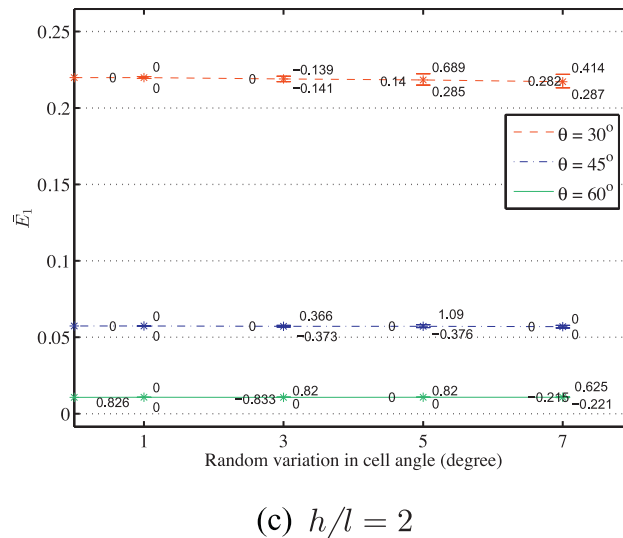 0.25
0.2
0.15
0.1
0.05
0
Ē₁
0 0 −0.139 0.689 0.414
0 0 0.14 0.282
0 −0.141 0.285 0.287
θ = 30°
θ = 45°
θ = 60°
0 0.366 1.09 0
0 0 0 0
0 −0.373 −0.376 0
0 0.82 0.82 0.625
0.826 −0.833 0 −0.215
0 0 0 −0.221
1 3 5 7
Random variation in cell angle (degree)
(c) h/l = 2